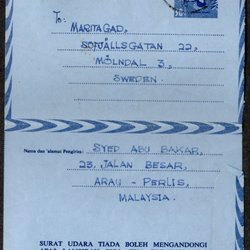 To:
MARITA GAD,
SOFJÄLLSGATAN 22,
MÖLNDAL 3,
SWEDEN.
Nama dan alamat Pengirim:
SYED ABU BAKAR,
23, JALAN BESAR,
ARAU - PERLIS,
MALAYSIA.
SURAT UDARA TIADA BOLEH MENGANDONGI